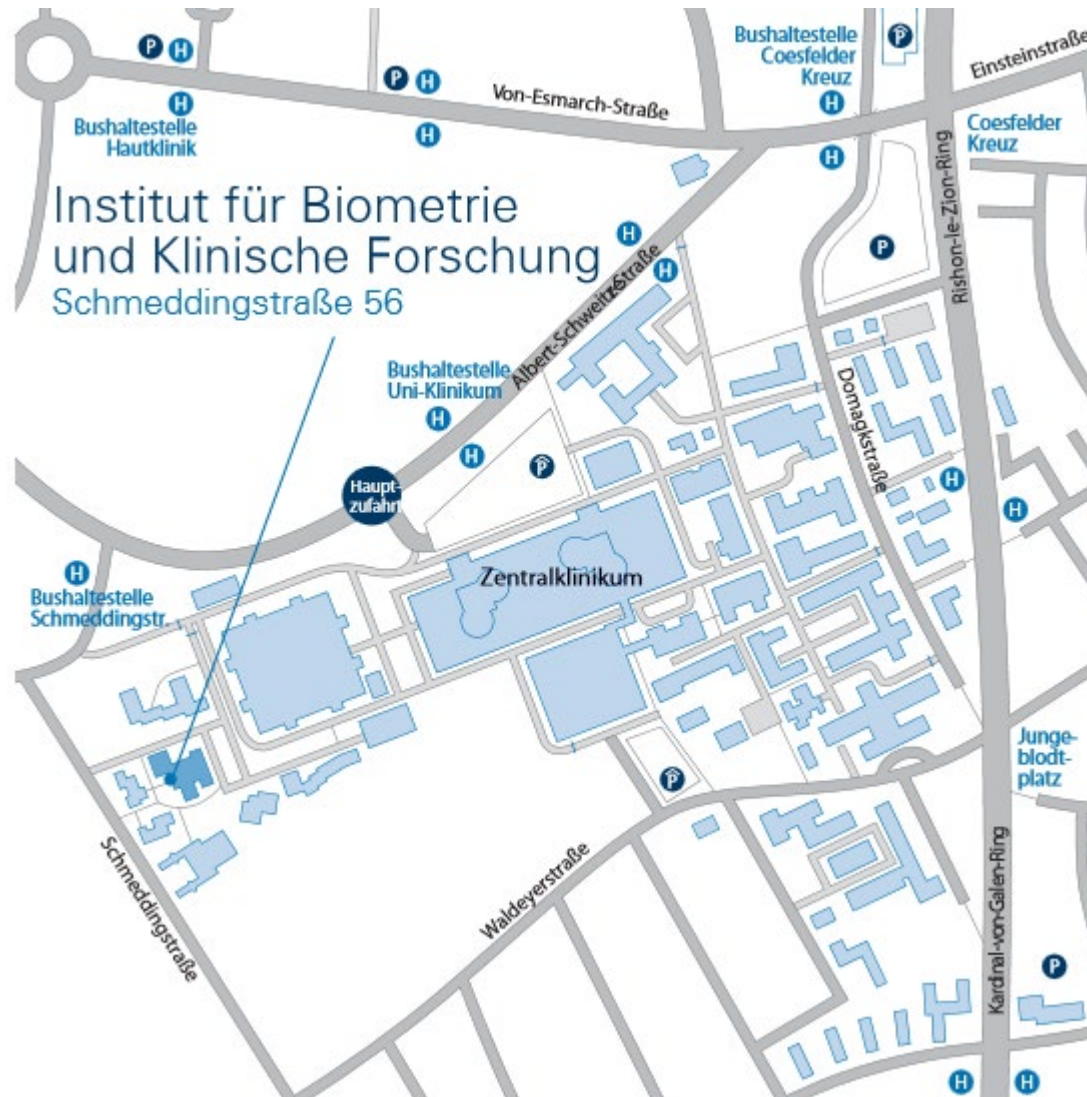 P
H
H
Bushaltestelle
Hautklinik
P
H
H
Von-Esmarch-Straße
Bushaltestelle
Coesfelder
Kreuz
H
H
P
Einsteinstraße
Coesfelder
Kreuz
Institut für Biometrie
und Klinische Forschung
Schmeddingstraße 56
H
H
Albert-Schweitzer-Straße
P
Rishon-le-Zion-Ring
Bushaltestelle
Uni-Klinikum
H
H
P
Haupt-
zufahrt
Domagkstraße
H
H
H
Bushaltestelle
Schmeddingstr.
Zentralklinikum
Junge-
blodt-
platz
P
Schmeddingstraße
Waldeyerstraße
Kardinal-von-Galen-Ring
P
H
H